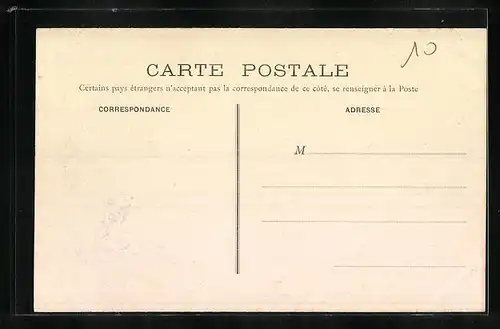 10
CARTE POSTALE
Certains pays étrangers n'acceptant pas la correspondance de ce côté, se renseigner à la Poste
CORRESPONDANCE
ADRESSE
M